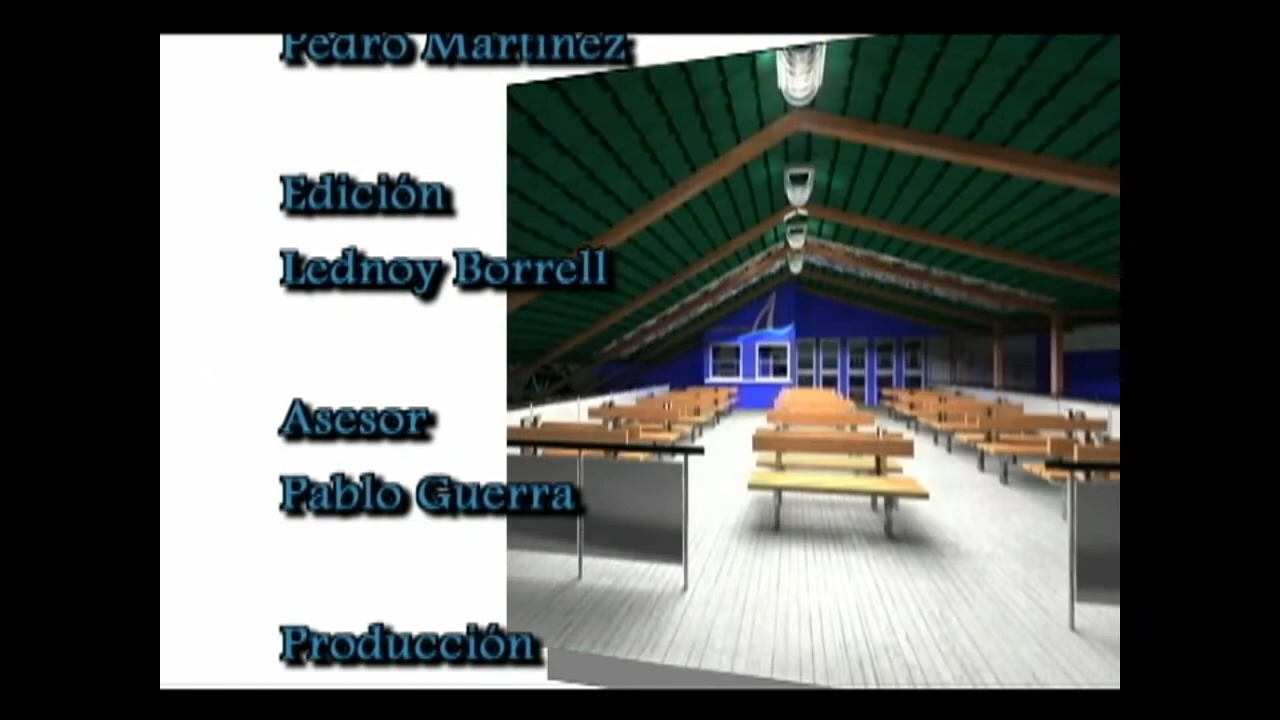 Pedro Martínez
Edición
Lednoy Borrell
Asesor
Pablo Guerra
Producción